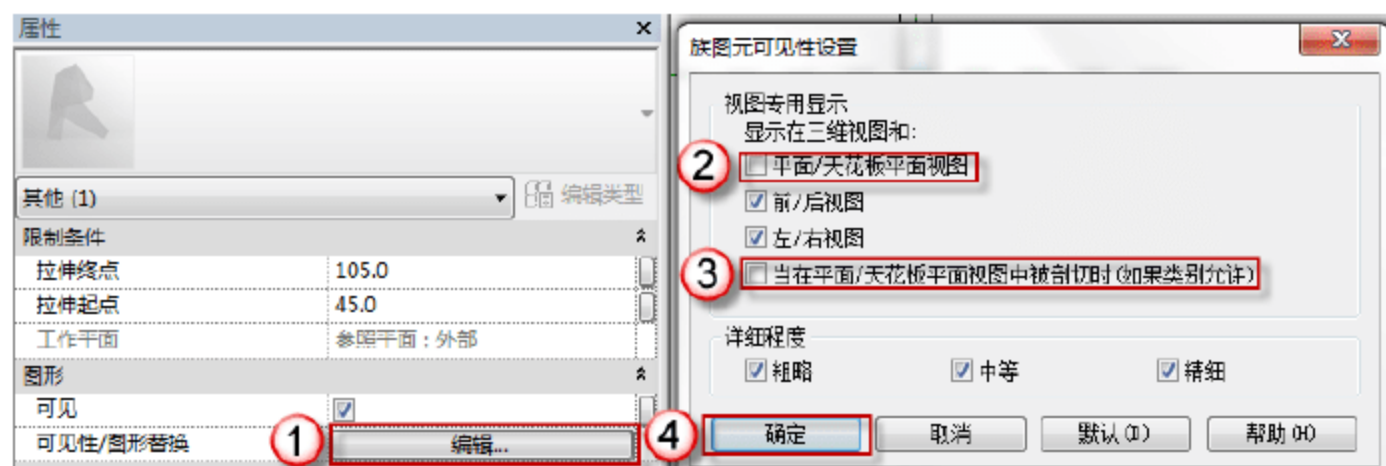 属性
其他 (1)
编辑类型
限制条件
拉伸终点 105.0
拉伸起点 45.0
工作平面 参照平面：外部
图形
可见
可见性/图形替换 ① 编辑...
族图元可见性设置
视图专用显示
显示在三维视图和:
② 平面/天花板平面视图
前/后视图
左/右视图
③ 当在平面/天花板平面视图中被剖切时(如果类别允许)
详细程度
粗略 中等 精细
④ 确定 取消 默认(D) 帮助(H)